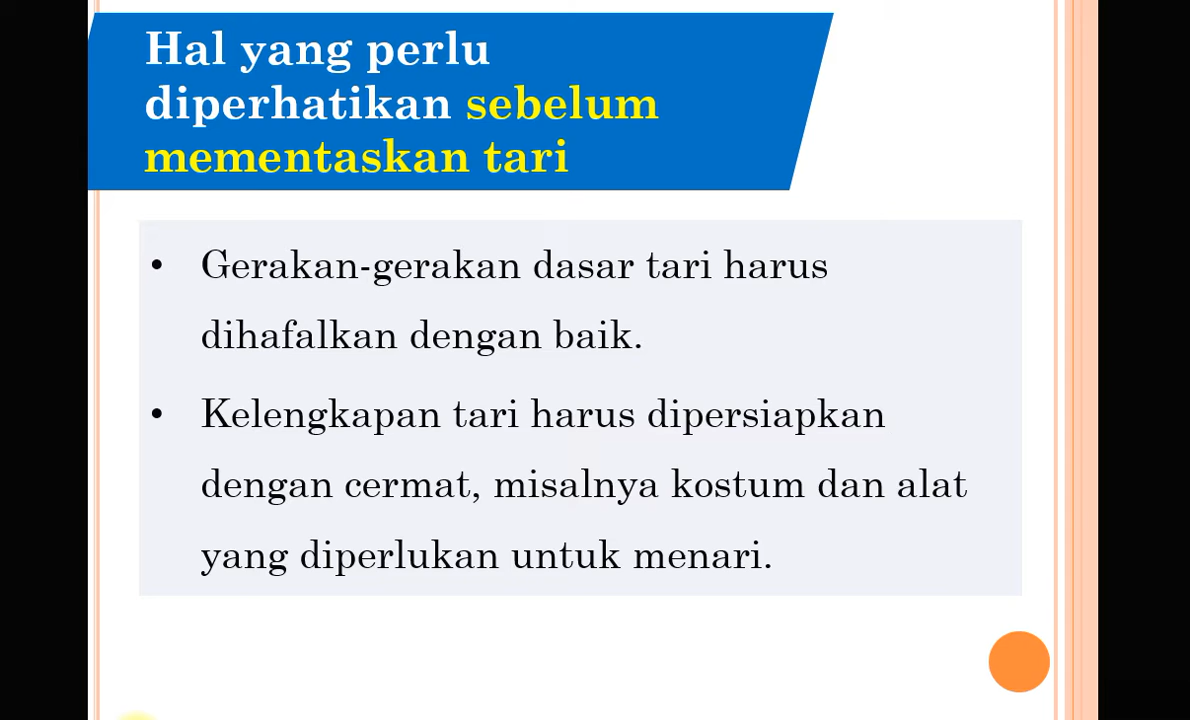 Hal yang perlu
diperhatikan sebelum
mementaskan tari
• Gerakan-gerakan dasar tari harus
dihafalkan dengan baik.
• Kelengkapan tari harus dipersiapkan
dengan cermat, misalnya kostum dan alat
yang diperlukan untuk menari.